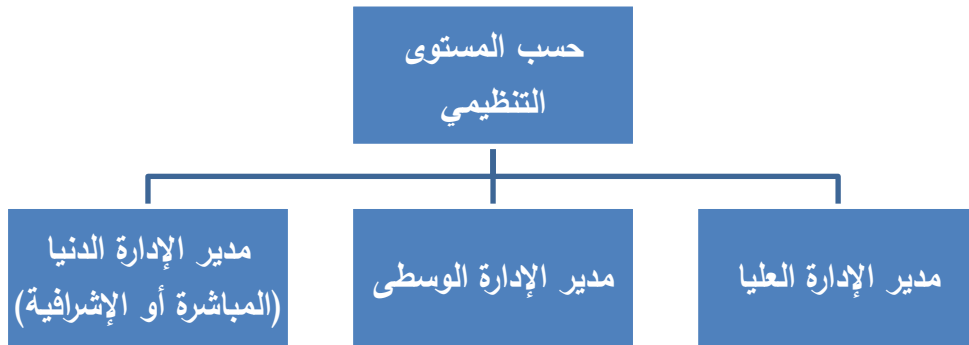 حسب المستوى
التنظيمي
مدير الإدارة العليا
مدير الإدارة الوسطى
مدير الإدارة الدنيا
(المباشرة أو الإشرافية)